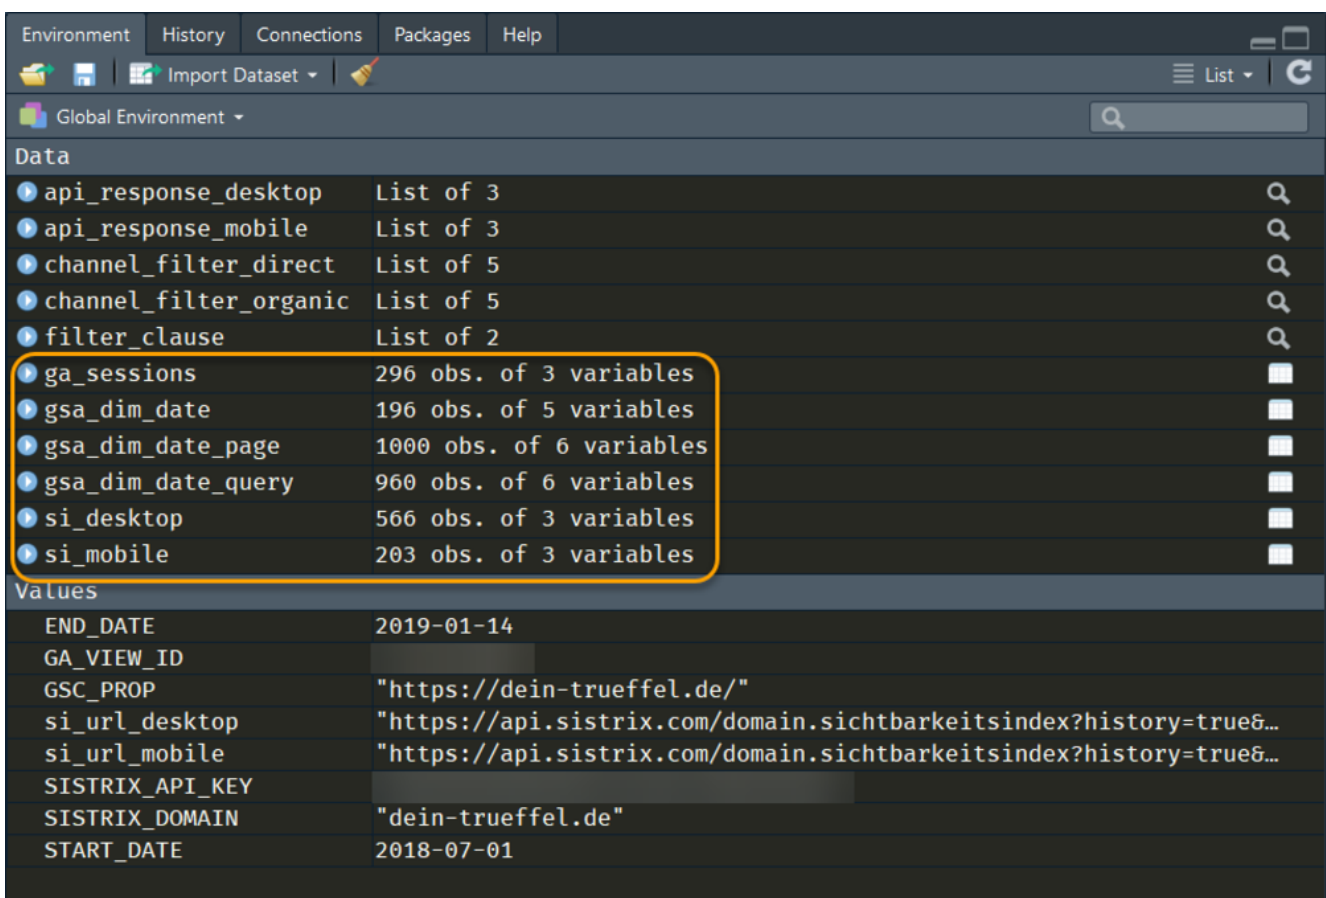 Environment History Connections Packages Help
Import Dataset List
Global Environment
Data
api_response_desktop List of 3
api_response_mobile List of 3
channel_filter_direct List of 5
channel_filter_organic List of 5
filter_clause List of 2
ga_sessions 296 obs. of 3 variables
gsa_dim_date 196 obs. of 5 variables
gsa_dim_date_page 1000 obs. of 6 variables
gsa_dim_date_query 960 obs. of 6 variables
si_desktop 566 obs. of 3 variables
si_mobile 203 obs. of 3 variables
Values
END_DATE 2019-01-14
GA_VIEW_ID
GSC_PROP "https://dein-trueffel.de/"
si_url_desktop "https://api.sistrix.com/domain.sichtbarkeitsindex?history=true&…
si_url_mobile "https://api.sistrix.com/domain.sichtbarkeitsindex?history=true&…
SISTRIX_API_KEY
SISTRIX_DOMAIN "dein-trueffel.de"
START_DATE 2018-07-01